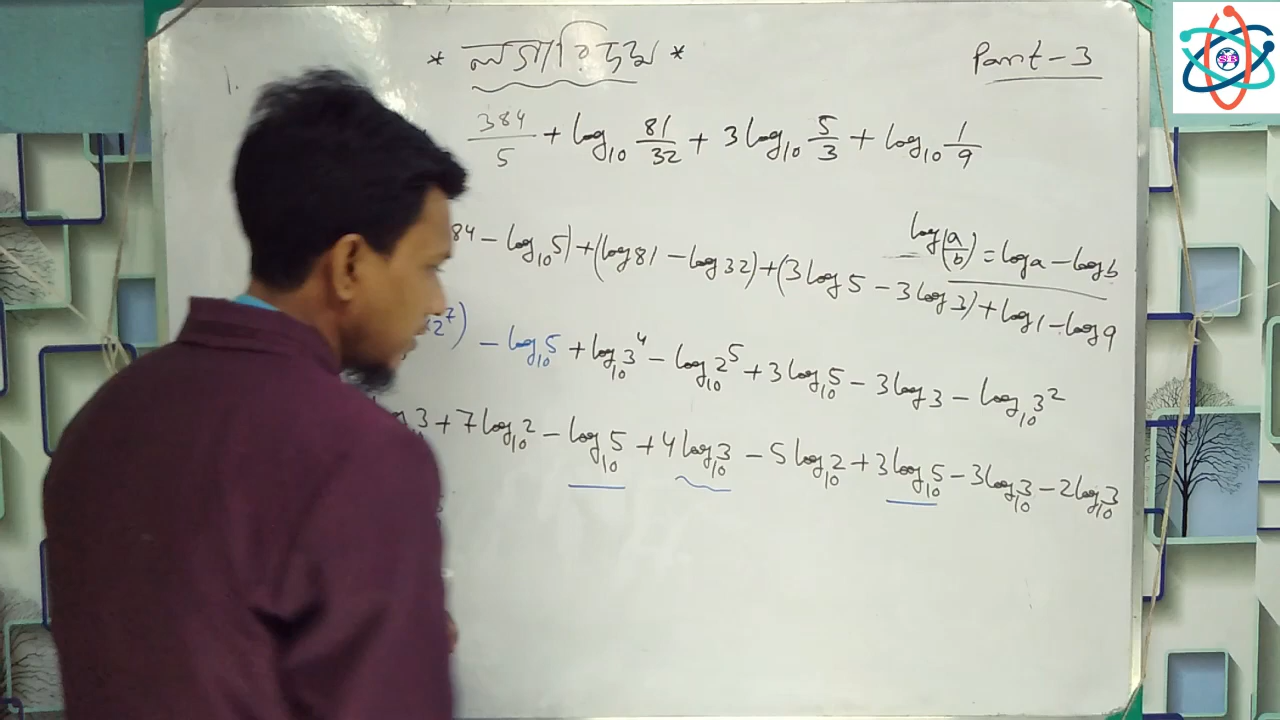 * লগারিদম *
Part-3
1.
384/5 + log₁₀ 81/32 + 3log₁₀ 5/3 + log₁₀ 1/9
log(a/b) = loga - logb
84 - log₁₀5) + (log81 - log32) + (3log5 - 3log3) + log1 - log9
×2⁷) - log₁₀5 + log₁₀3⁴ - log₁₀2⁵ + 3log₁₀5 - 3log3 - log₁₀3²
3 + 7log₁₀2 - log₁₀5 + 4log₁₀3 - 5log₁₀2 + 3log₁₀5 - 3log₁₀3 - 2log₁₀3